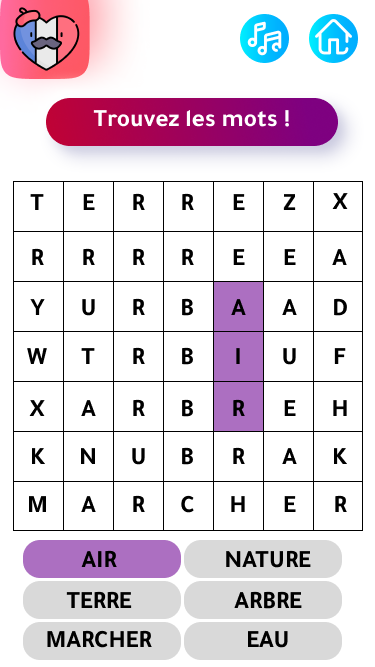 Trouvez les mots !
T E R R E Z X
R R R R E E A
Y U R B A A D
W T R B I U F
X A R B R E H
K N U B R A K
M A R C H E R
AIR NATURE
TERRE ARBRE
MARCHER EAU